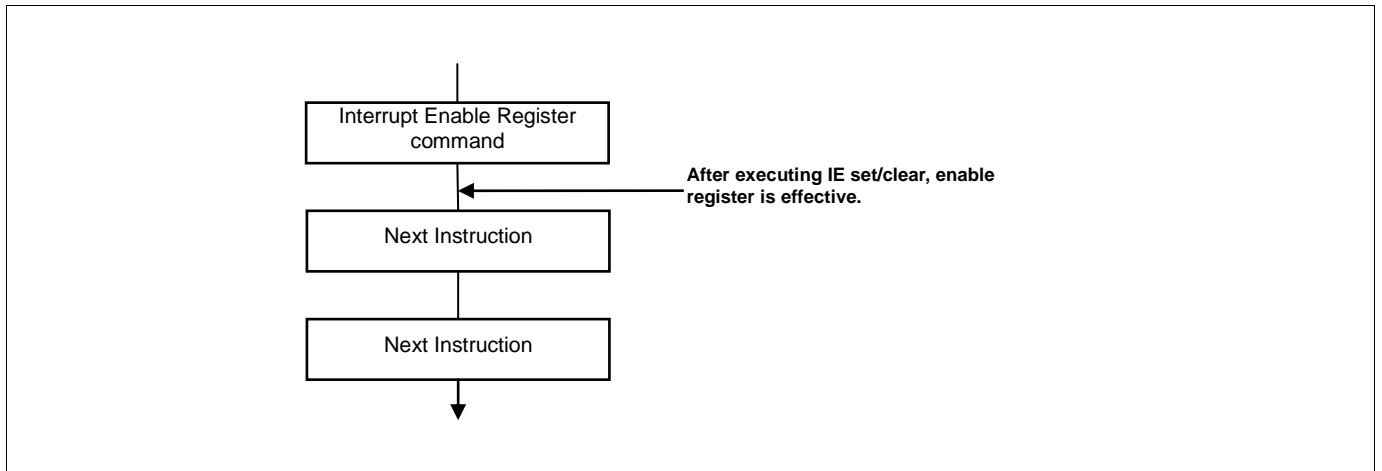 Interrupt Enable Register
command
After executing IE set/clear, enable
register is effective.
Next Instruction
Next Instruction